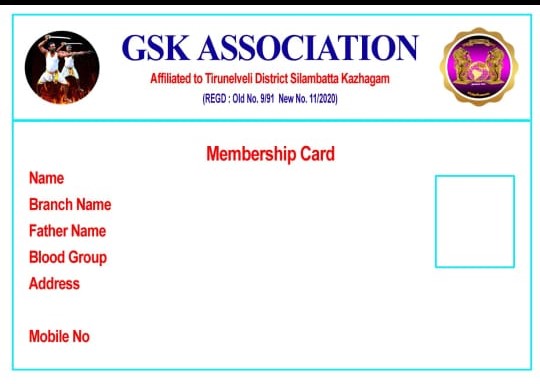 GSK ASSOCIATION
Affiliated to Tirunelveli District Silambatta Kazhagam
(REGD : Old No. 9/91 New No. 11/2020)
Membership Card
Name
Branch Name
Father Name
Blood Group
Address
Mobile No